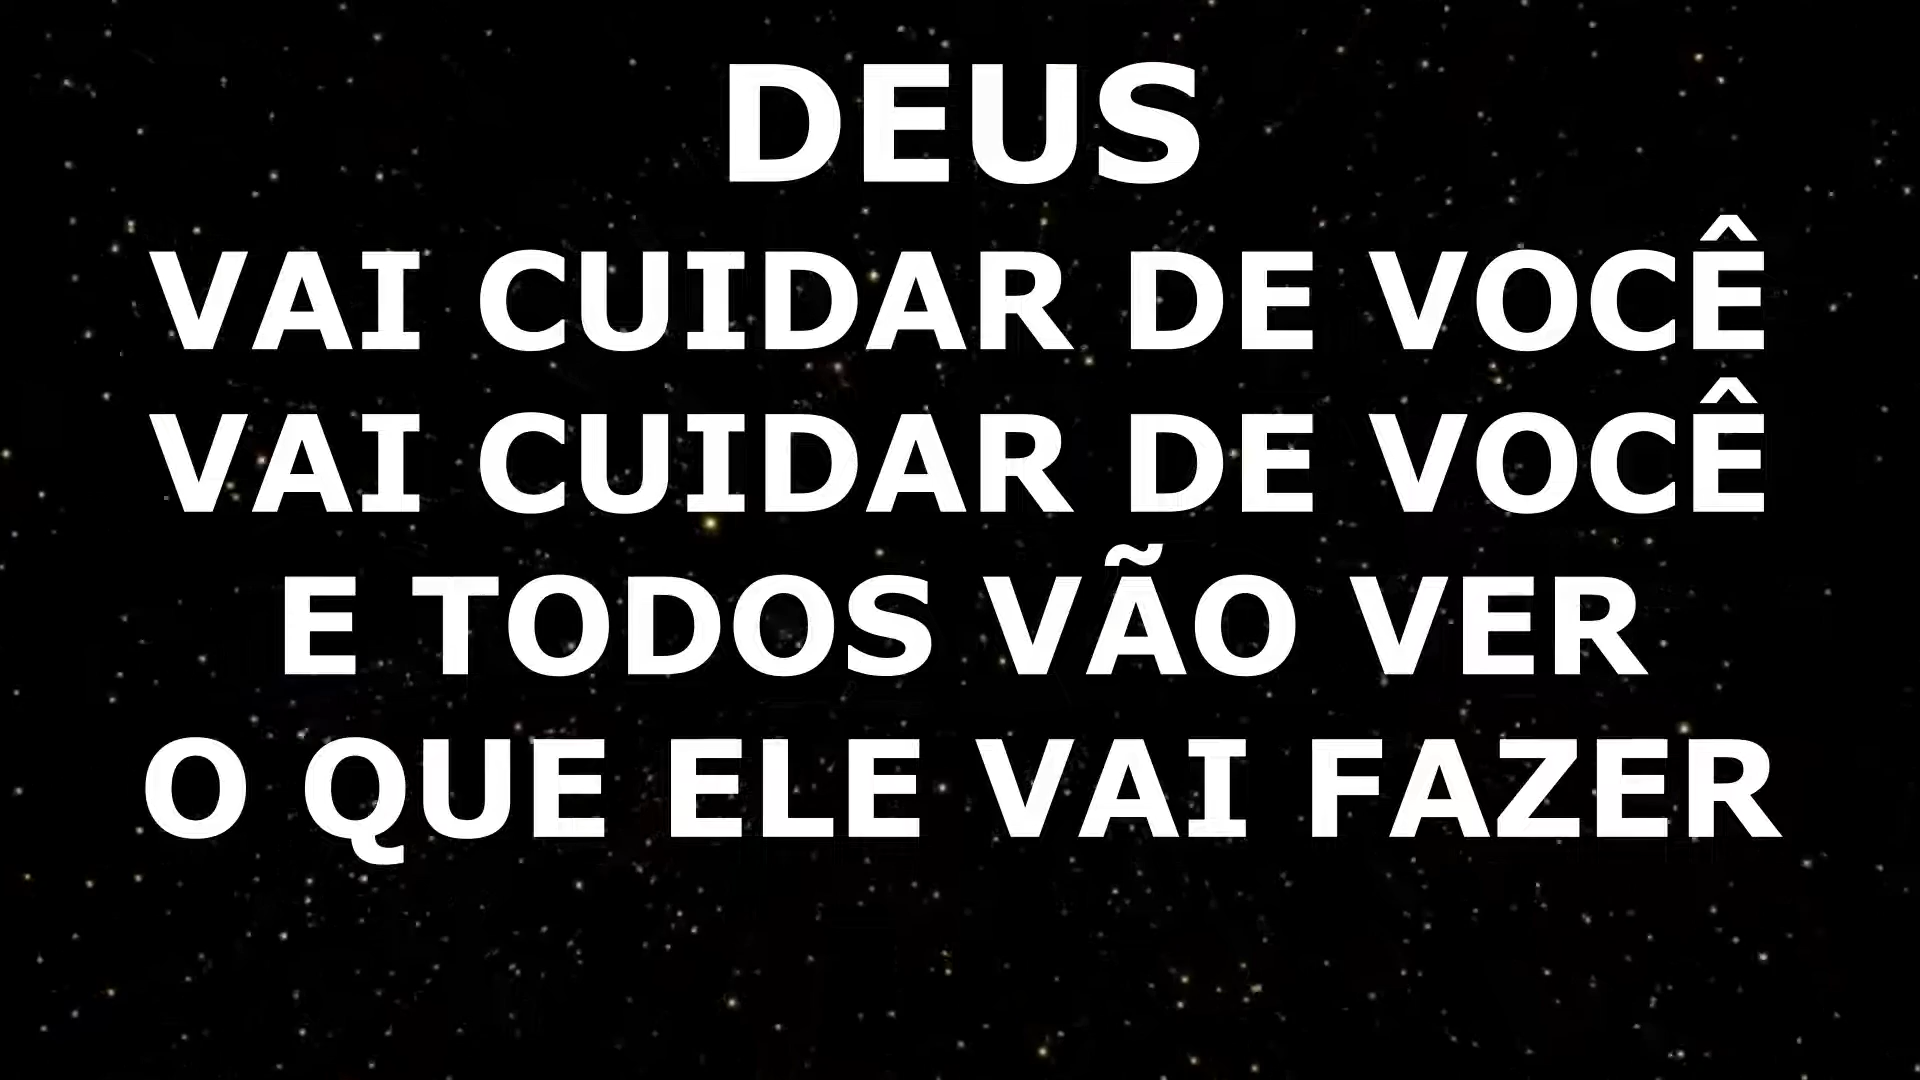 DEUS
VAI CUIDAR DE VOCÊ
VAI CUIDAR DE VOCÊ
E TODOS VÃO VER
O QUE ELE VAI FAZER